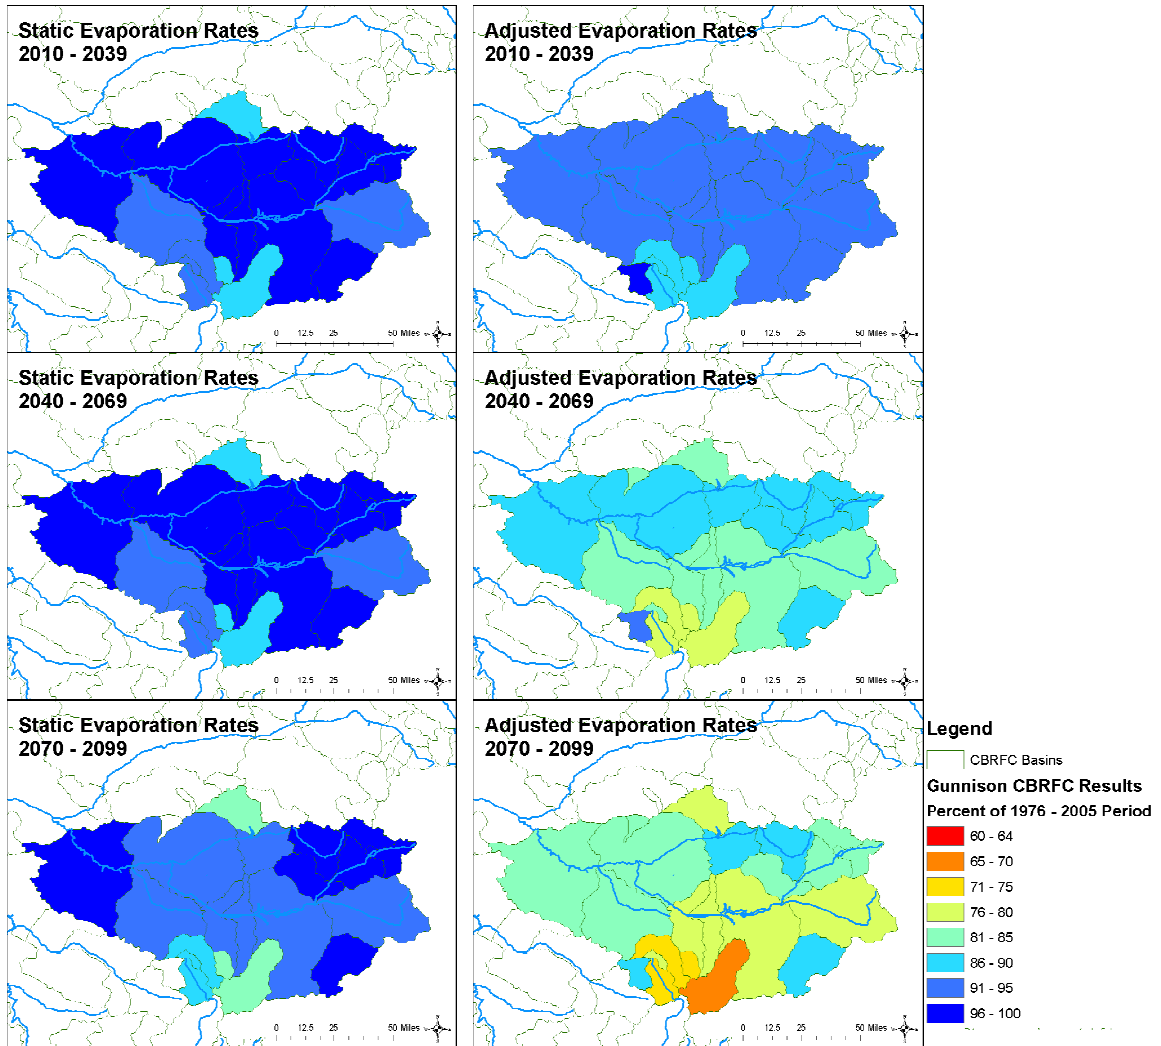 Static Evaporation Rates
2010 - 2039
0 12.5 25 50 Miles
Adjusted Evaporation Rates
2010 - 2039
0 12.5 25 50 Miles
Static Evaporation Rates
2040 - 2069
0 12.5 25 50 Miles
Adjusted Evaporation Rates
2040 - 2069
0 12.5 25 50 Miles
Static Evaporation Rates
2070 - 2099
0 12.5 25 50 Miles
Adjusted Evaporation Rates
2070 - 2099
0 12.5 25 50 Miles
Legend
CBRFC Basins
Gunnison CBRFC Results
Percent of 1976 - 2005 Period
60 - 64
65 - 70
71 - 75
76 - 80
81 - 85
86 - 90
91 - 95
96 - 100